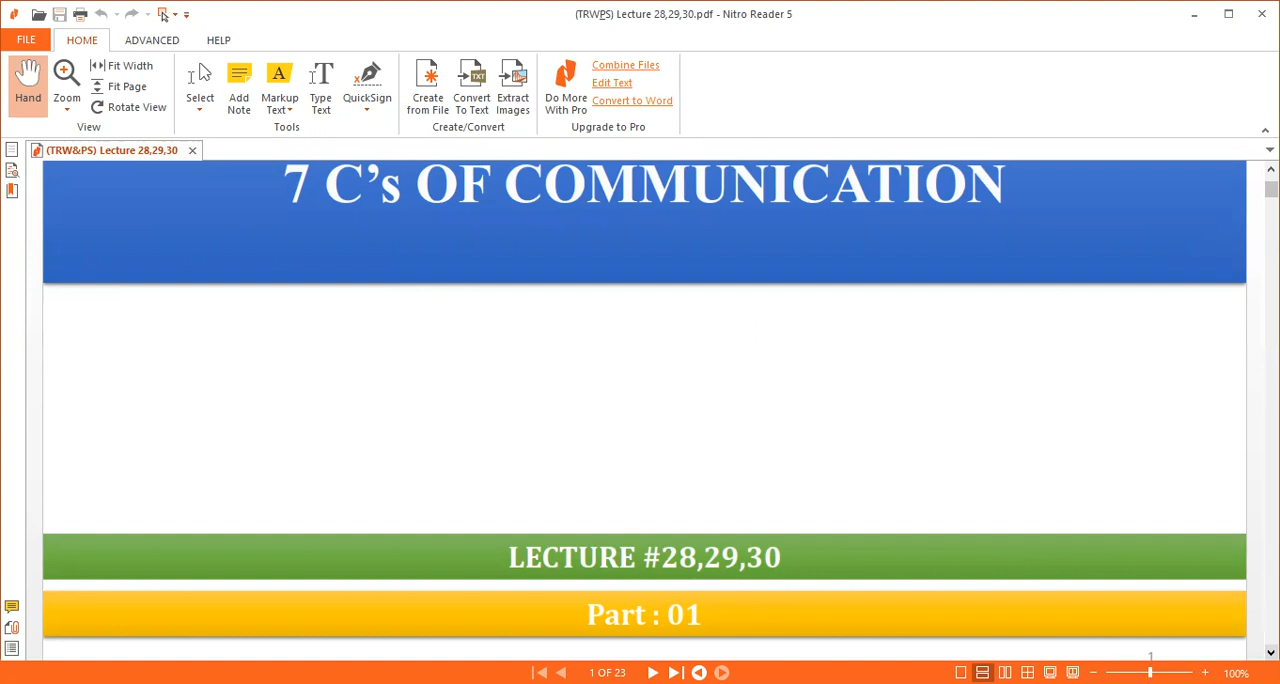 (TRWPS) Lecture 28,29,30.pdf - Nitro Reader 5
FILE HOME ADVANCED HELP
Hand
Zoom
Fit Width
Fit Page
Rotate View
View
Select
Add Note
Markup Text
Type Text
QuickSign
Tools
Create from File
Convert To Text
Extract Images
Create/Convert
Do More With Pro
Combine Files
Edit Text
Convert to Word
Upgrade to Pro
(TRW&PS) Lecture 28,29,30
7 C's OF COMMUNICATION
LECTURE #28,29,30
Part : 01
1
1 OF 23
100%